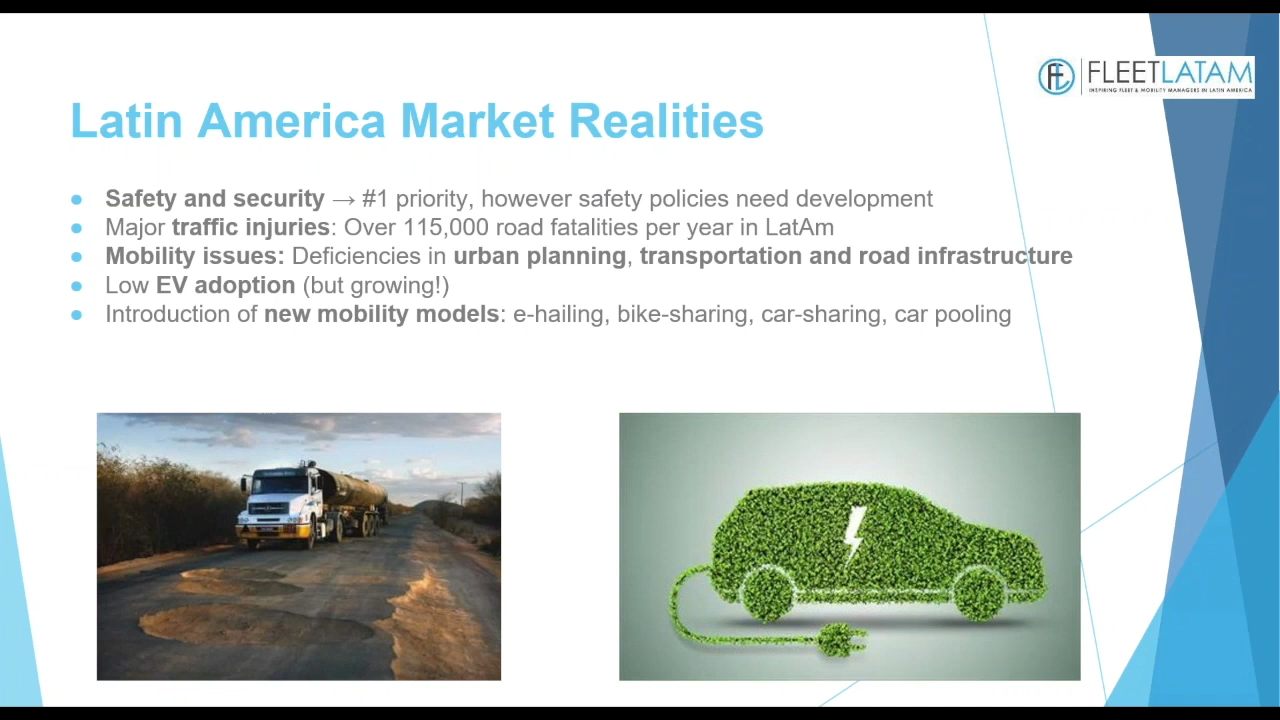 FLEETLATAM
INSPIRING FLEET & MOBILITY MANAGERS IN LATIN AMERICA
Latin America Market Realities
● Safety and security → #1 priority, however safety policies need development
● Major traffic injuries: Over 115,000 road fatalities per year in LatAm
● Mobility issues: Deficiencies in urban planning, transportation and road infrastructure
● Low EV adoption (but growing!)
● Introduction of new mobility models: e-hailing, bike-sharing, car-sharing, car pooling